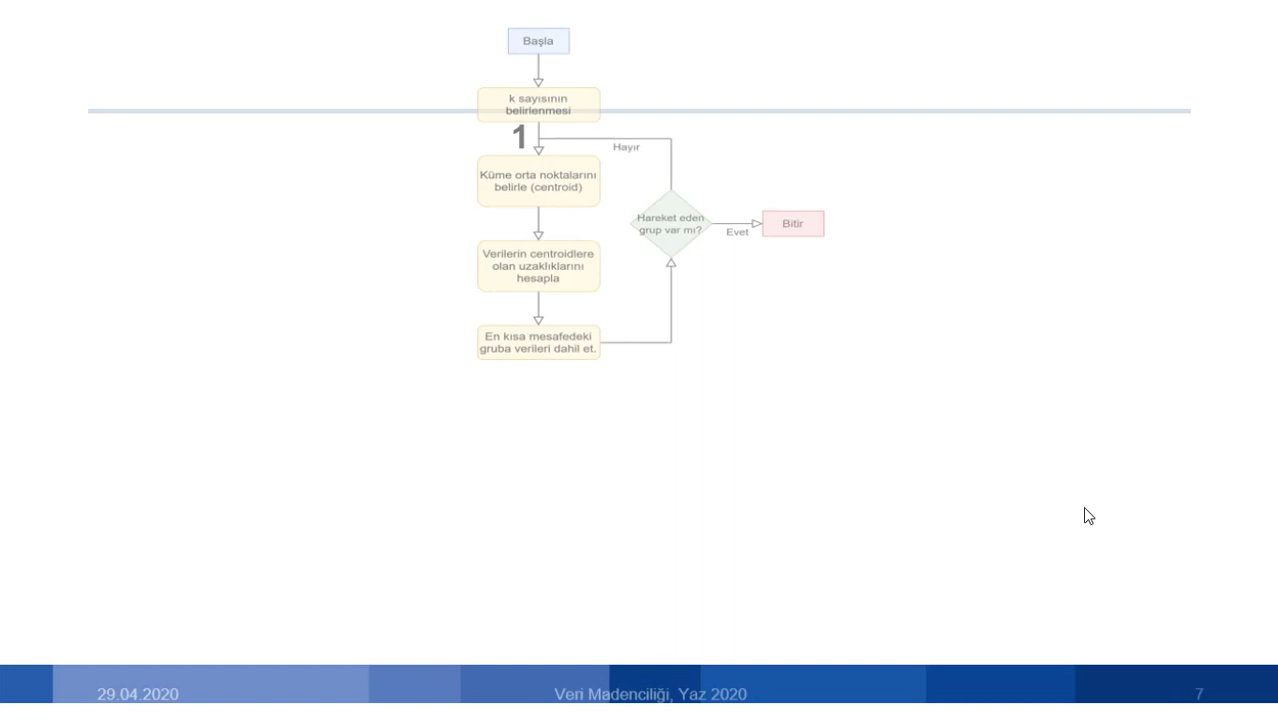 Başla
k sayısının
belirlenmesi
1
Hayır
Küme orta noktalarını
belirle (centroid)
Hareket eden
grup var mı?
Evet
Bitir
Verilerin centroidlere
olan uzaklıklarını
hesapla
En kısa mesafedeki
gruba verileri dahil et.
29.04.2020
Veri Madenciliği, Yaz 2020
7